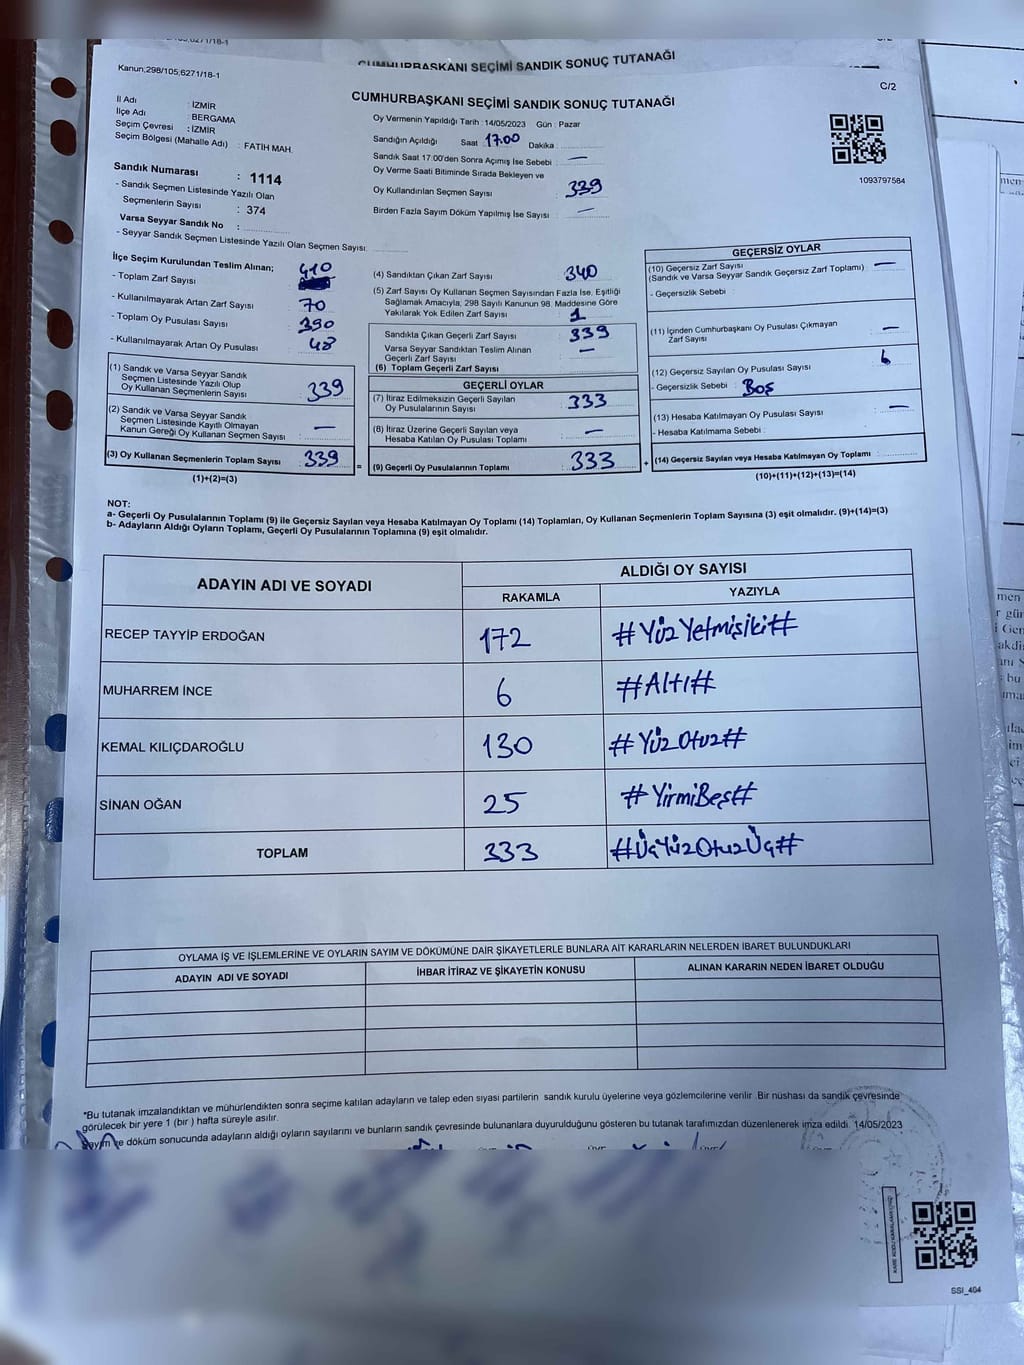 CUMHURBAŞKANI SEÇİMİ SANDIK SONUÇ TUTANAĞI
Kanun;298/105;6271/18-1
C/2
CUMHURBAŞKANI SEÇİMİ SANDIK SONUÇ TUTANAĞI
İl Adı : İZMİR
İlçe Adı : BERGAMA
Seçim Çevresi : İZMİR
Seçim Bölgesi (Mahalle Adı) : FATİH MAH.
Sandık Numarası : 1114
- Sandık Seçmen Listesinde Yazılı Olan
Seçmenlerin Sayısı : 374
Varsa Seyyar Sandık No :
- Seyyar Sandık Seçmen Listesinde Yazılı Olan Seçmen Sayısı:
Oy Vermenin Yapıldığı Tarih : 14/05/2023 Gün : Pazar
Sandığın Açıldığı Saat 17:00 Dakika :
Sandık Saat 17:00'den Sonra Açımış İse Sebebi : —
Oy Verme Saati Bitiminde Sırada Bekleyen ve
Oy Kullandırılan Seçmen Sayısı : 339
Birden Fazla Sayım Döküm Yapılmış İse Sayısı : —
1093797584
İlçe Seçim Kurulundan Teslim Alınan;
- Toplam Zarf Sayısı : 410
- Kullanılmayarak Artan Zarf Sayısı : 70
- Toplam Oy Pusulası Sayısı : 390
- Kullanılmayarak Artan Oy Pusulası : 48
(1) Sandık ve Varsa Seyyar Sandık
Seçmen Listesinde Yazılı Olup
Oy Kullanan Seçmenlerin Sayısı : 339
(2) Sandık ve Varsa Seyyar Sandık
Seçmen Listesinde Kayıtlı Olmayan
Kanun Gereği Oy Kullanan Seçmen Sayısı : —
(3) Oy Kullanan Seçmenlerin Toplam Sayısı : 339
(1)+(2)=(3)
=
(4) Sandıktan Çıkan Zarf Sayısı : 340
(5) Zarf Sayısı Oy Kullanan Seçmen Sayısından Fazla İse, Eşitliği
Sağlamak Amacıyla; 298 Sayılı Kanunun 98. Maddesine Göre
Yakılarak Yok Edilen Zarf Sayısı : 1
Sandıkta Çıkan Geçerli Zarf Sayısı : 339
Varsa Seyyar Sandıktan Teslim Alınan
Geçerli Zarf Sayısı : —
(6) Toplam Geçerli Zarf Sayısı :
GEÇERLİ OYLAR
(7) İtiraz Edilmeksizin Geçerli Sayılan
Oy Pusulalarının Sayısı : 333
(8) İtiraz Üzerine Geçerli Sayılan veya
Hesaba Katılan Oy Pusulası Toplamı : —
(9) Geçerli Oy Pusulalarının Toplamı : 333
+
GEÇERSİZ OYLAR
(10) Geçersiz Zarf Sayısı : —
(Sandık ve Varsa Seyyar Sandık Geçersiz Zarf Toplamı)
- Geçersizlik Sebebi :
(11) İçinden Cumhurbaşkanı Oy Pusulası Çıkmayan
Zarf Sayısı : —
(12) Geçersiz Sayılan Oy Pusulası Sayısı : 6
- Geçersizlik Sebebi : Boş
(13) Hesaba Katılmayan Oy Pusulası Sayısı : —
- Hesaba Katılmama Sebebi :
(14) Geçersiz Sayılan veya Hesaba Katılmayan Oy Toplamı :
(10)+(11)+(12)+(13)=(14)
NOT:
a- Geçerli Oy Pusulalarının Toplamı (9) ile Geçersiz Sayılan veya Hesaba Katılmayan Oy Toplamı (14) Toplamları, Oy Kullanan Seçmenlerin Toplam Sayısına (3) eşit olmalıdır. (9)+(14)=(3)
b- Adayların Aldığı Oyların Toplamı, Geçerli Oy Pusulalarının Toplamına (9) eşit olmalıdır.
ADAYIN ADI VE SOYADI
ALDIĞI OY SAYISI
RAKAMLA YAZIYLA
RECEP TAYYİP ERDOĞAN 172 #YüzYetmişiki#
MUHARREM İNCE 6 #Altı#
KEMAL KILIÇDAROĞLU 130 #YüzOtuz#
SİNAN OĞAN 25 #YirmiBeş#
TOPLAM 333 #ÜçYüzOtuzÜç#
OYLAMA İŞ VE İŞLEMLERİNE VE OYLARIN SAYIM VE DÖKÜMÜNE DAİR ŞİKAYETLERLE BUNLARA AİT KARARLARIN NELERDEN İBARET BULUNDUKLARI
ADAYIN ADI VE SOYADI İHBAR İTİRAZ VE ŞİKAYETİN KONUSU ALINAN KARARIN NEDEN İBARET OLDUĞU
*Bu tutanak imzalandıktan ve mühürlendikten sonra seçime katılan adayların ve talep eden siyasi partilerin sandık kurulu üyelerine veya gözlemcilerine verilir. Bir nüshası da sandık çevresinde
görülecek bir yere 1 (bir ) hafta süreyle asılır.
Sayım ve döküm sonucunda adayların aldığı oyların sayılarını ve bunların sandık çevresinde bulunanlara duyurulduğunu gösteren bu tutanak tarafımızdan düzenlenerek imza edildi. 14/05/2023
SSI_404